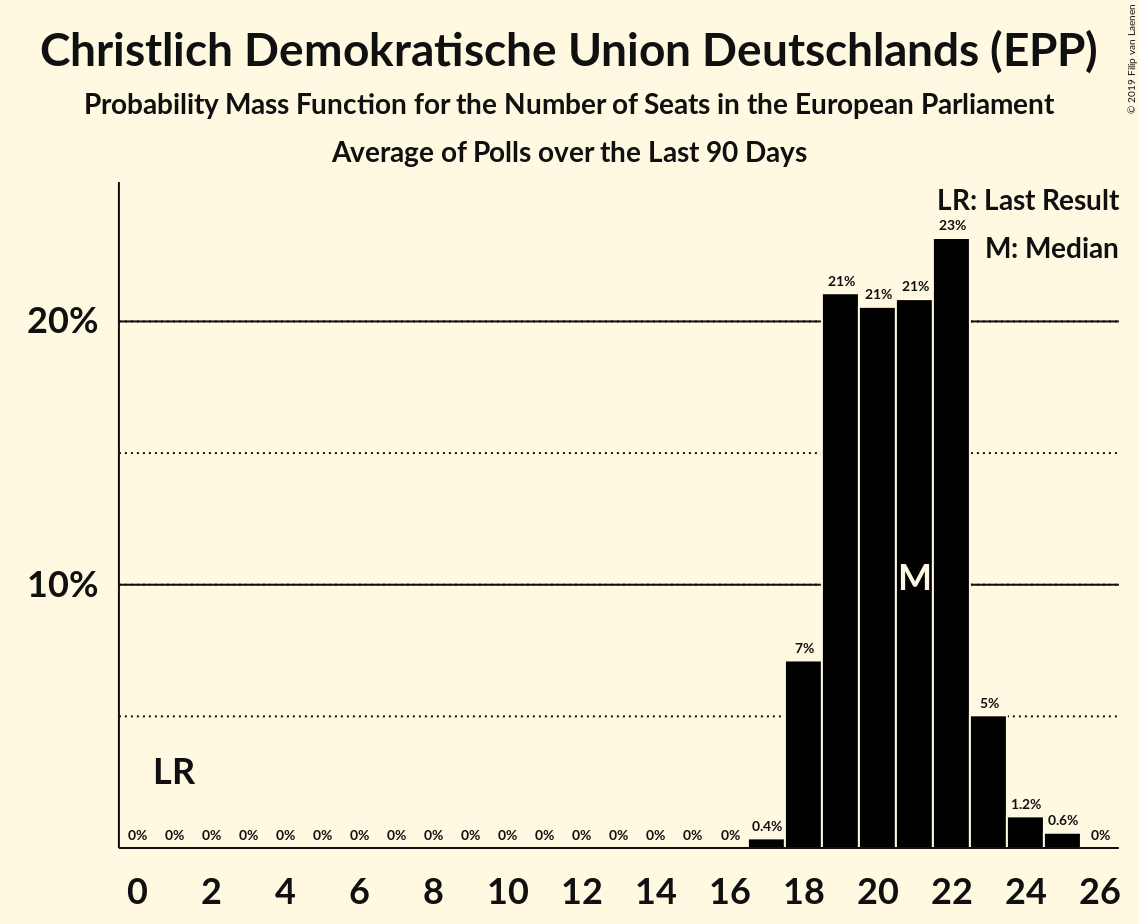 Christlich Demokratische Union Deutschlands (EPP)
Probability Mass Function for the Number of Seats in the European Parliament
Average of Polls over the Last 90 Days
© 2019 Filip van Laenen
LR: Last Result
M: Median
23%
21% 21% 21%
20%
10%
M
7%
5%
LR
1.2%
0.6%
0.4%
0% 0% 0% 0% 0% 0% 0% 0% 0% 0% 0% 0% 0% 0% 0% 0% 0% 0%
0 2 4 6 8 10 12 14 16 18 20 22 24 26